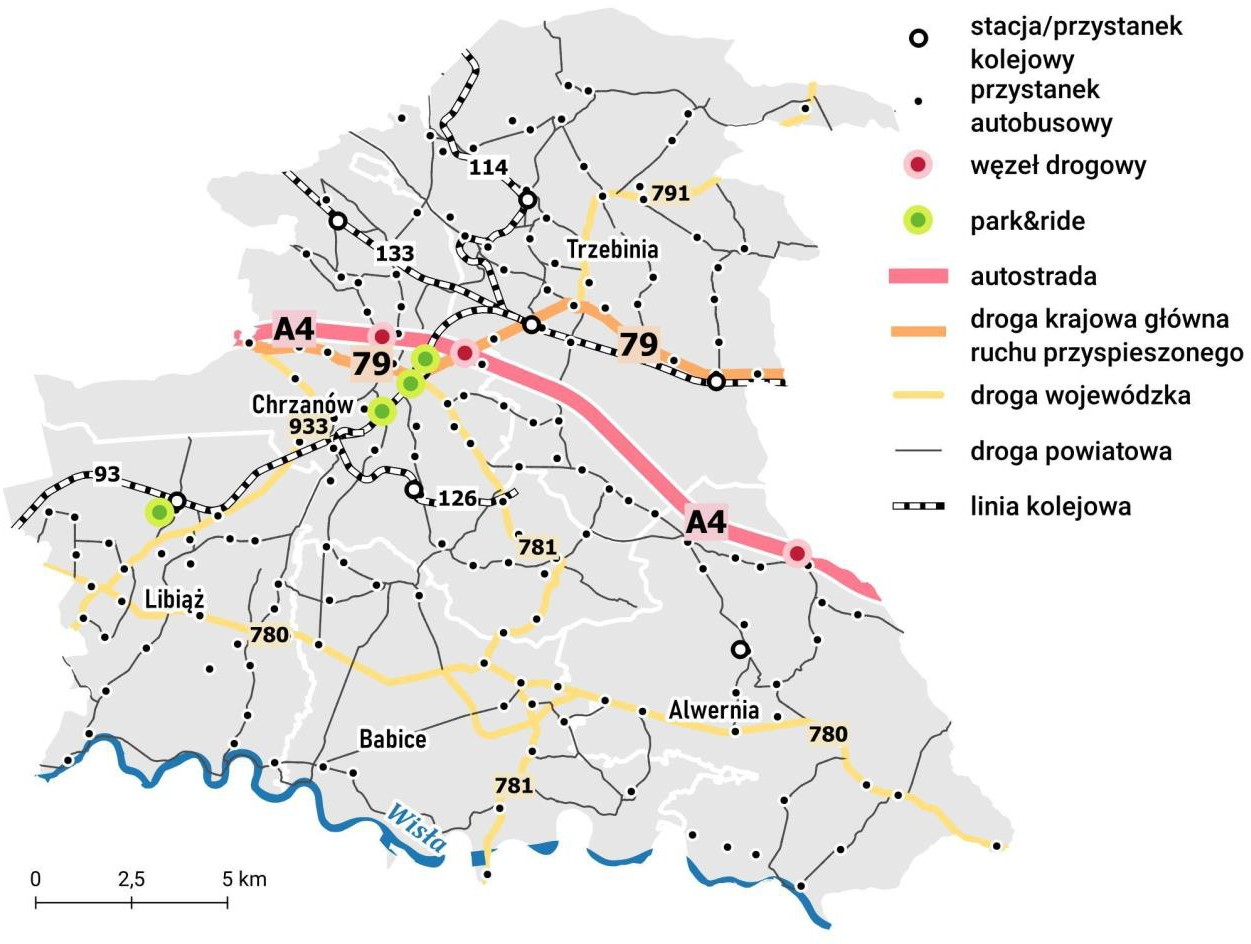 stacja/przystanek
kolejowy
przystanek
autobusowy
węzeł drogowy
park&ride
autostrada
droga krajowa główna
ruchu przyspieszonego
droga wojewódzka
droga powiatowa
linia kolejowa
114
791
133
Trzebinia
A4
79
79
Chrzanów
933
93
126
A4
781
Libiąż
780
Alwernia
780
Babice
781
Wisła
0 2,5 5 km